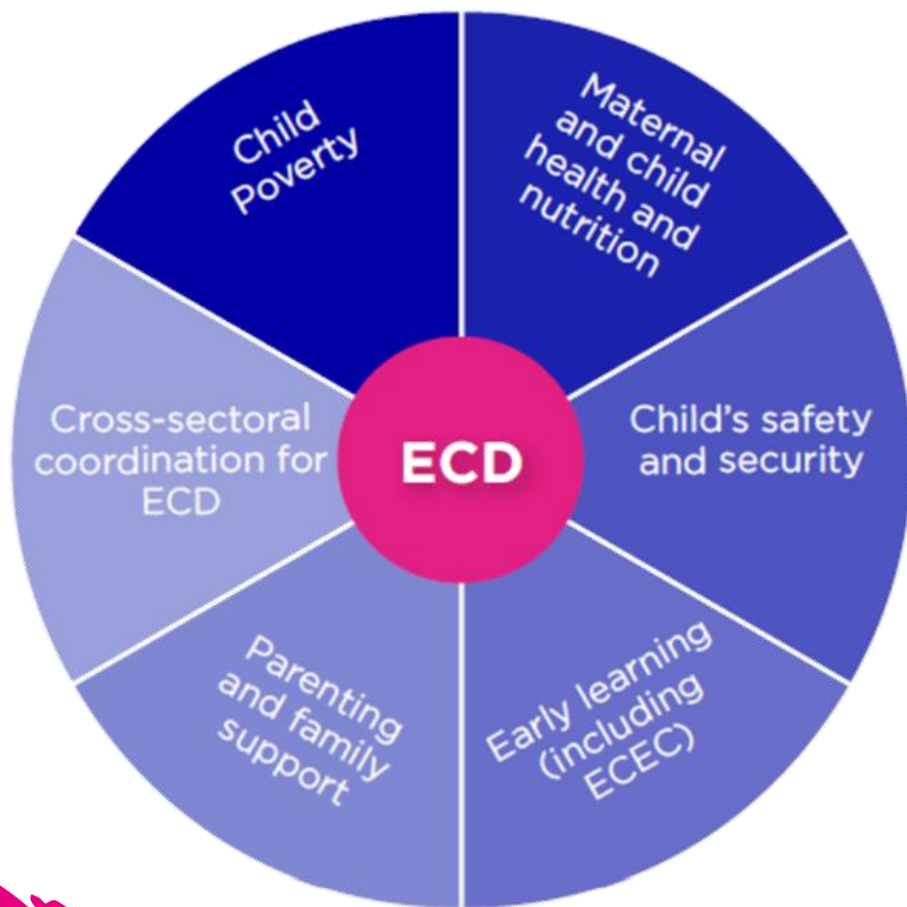 Child
Poverty
Maternal
and child
health and
nutrition
Child's safety
and security
Early learning
(including
ECEC)
Parenting
and family
support
Cross-sectoral
coordination for
ECD
ECD